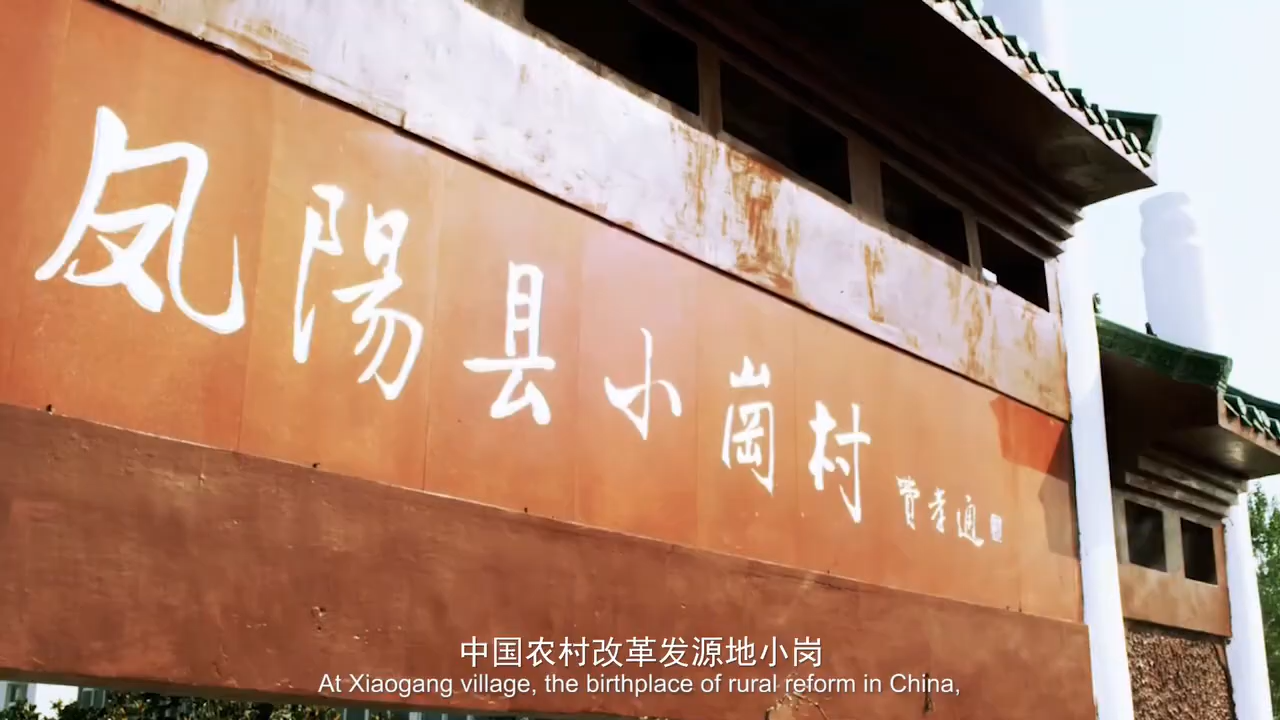 凤陽县小崗村
費孝通
中国农村改革发源地小岗
At Xiaogang village, the birthplace of rural reform in China,